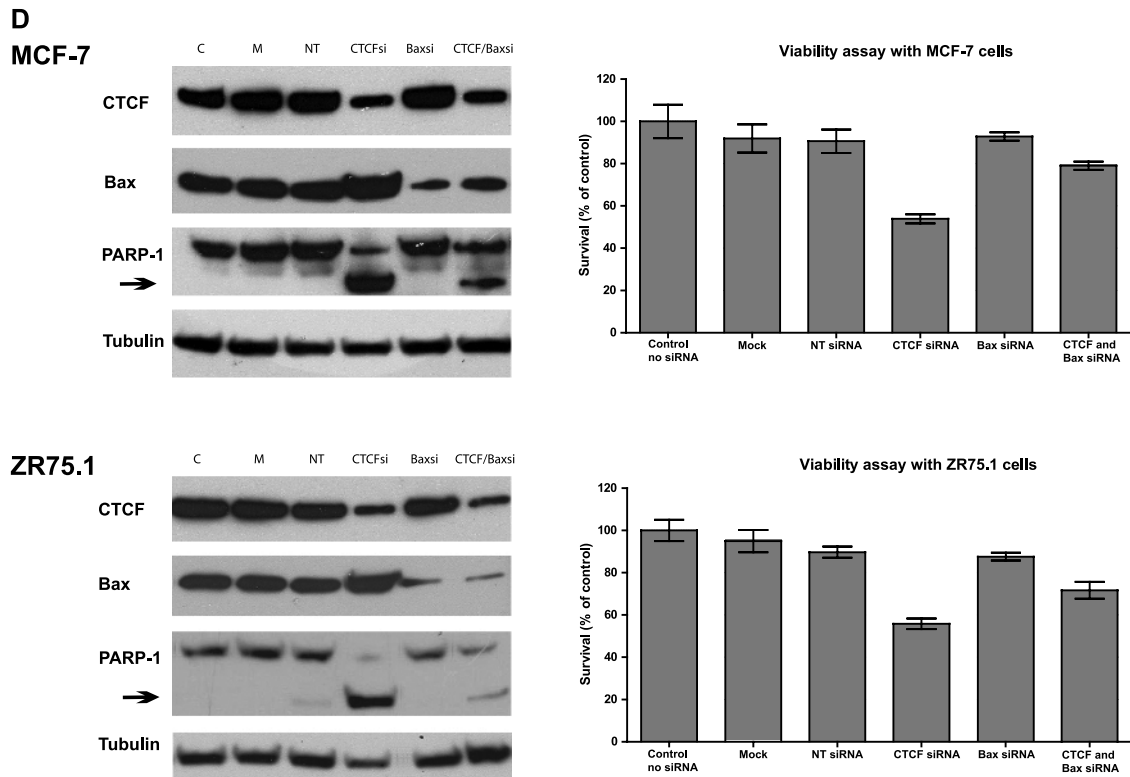 D
MCF-7
C M NT CTCFsi Baxsi CTCF/Baxsi
CTCF
Bax
PARP-1
Tubulin
Viability assay with MCF-7 cells
Survival (% of control)
120
100
80
60
40
20
0
Control no siRNA
Mock
NT siRNA
CTCF siRNA
Bax siRNA
CTCF and Bax siRNA
ZR75.1
C M NT CTCFsi Baxsi CTCF/Baxsi
CTCF
Bax
PARP-1
Tubulin
Viability assay with ZR75.1 cells
Survival (% of control)
120
100
80
60
40
20
0
Control no siRNA
Mock
NT siRNA
CTCF siRNA
Bax siRNA
CTCF and Bax siRNA